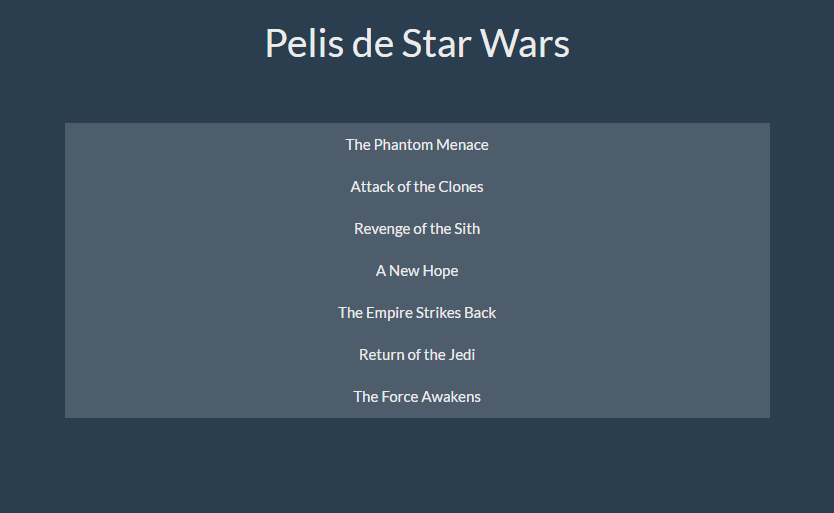 Pelis de Star Wars
The Phantom Menace
Attack of the Clones
Revenge of the Sith
A New Hope
The Empire Strikes Back
Return of the Jedi
The Force Awakens